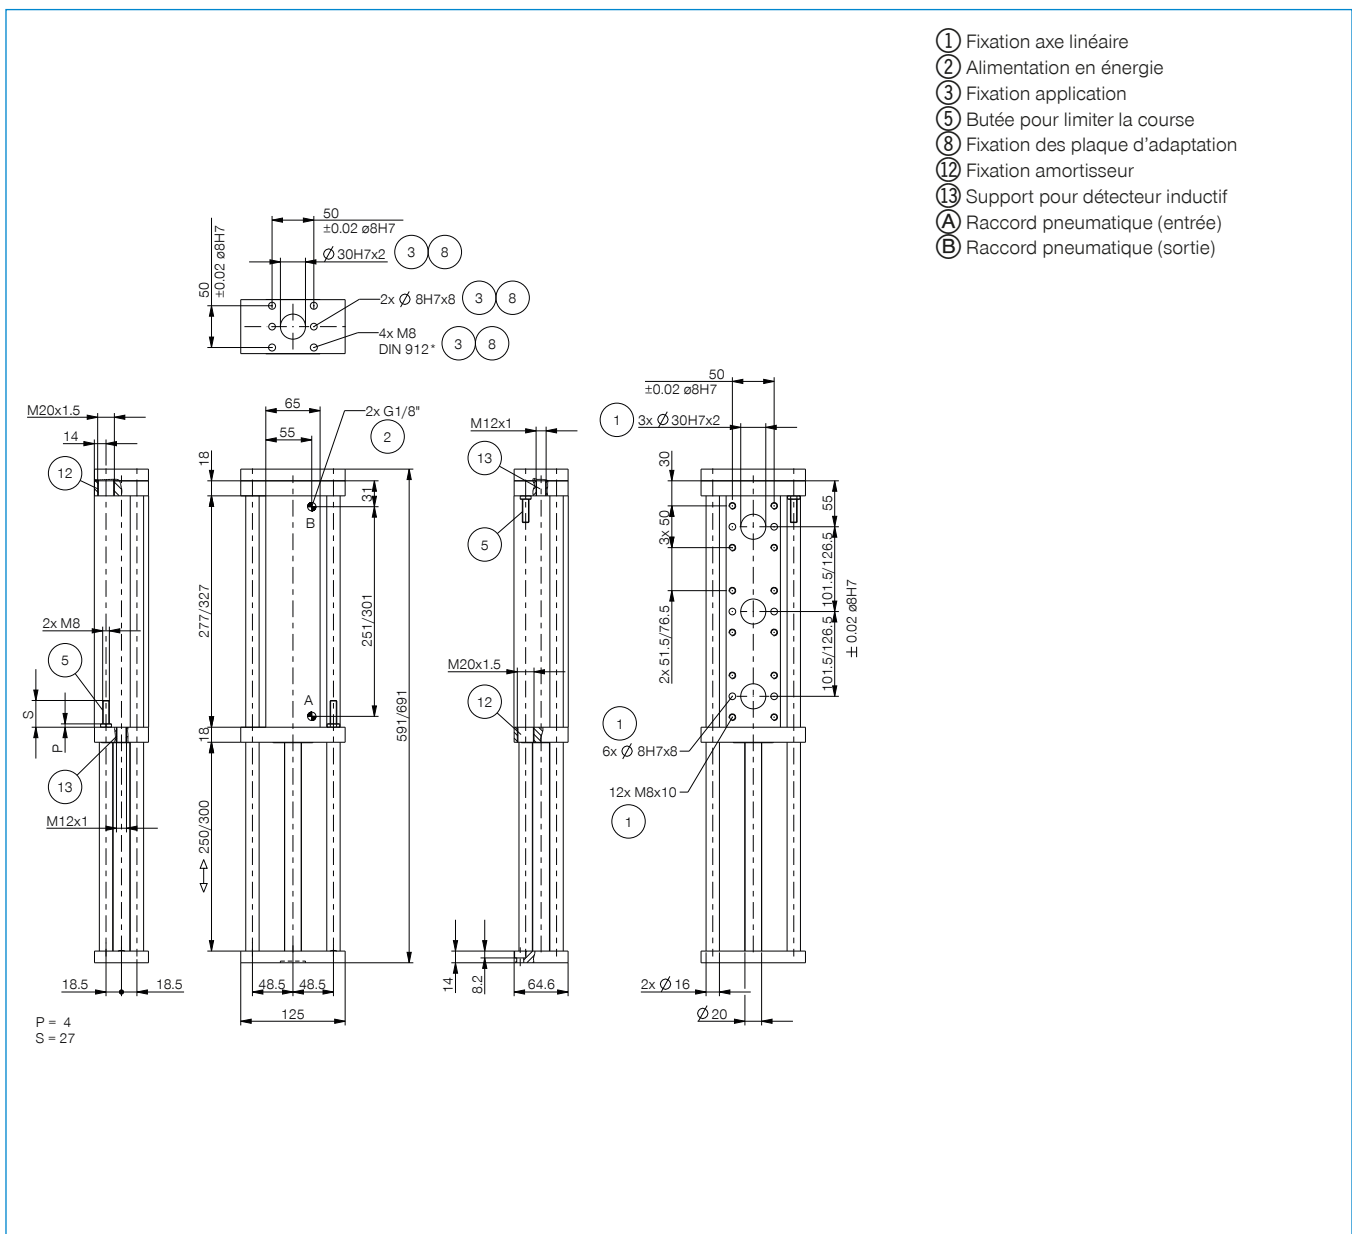 1 Fixation axe linéaire
2 Alimentation en énergie
3 Fixation application
5 Butée pour limiter la course
8 Fixation des plaque d'adaptation
12 Fixation amortisseur
13 Support pour détecteur inductif
A Raccord pneumatique (entrée)
B Raccord pneumatique (sortie)
50
±0.02 ø8H7
50
±0.02 ø8H7
Ø 30H7x2 3 8
2x Ø 8H7x8 3 8
4x M8
DIN 912* 3 8
M20x1.5
14
12
2x M8
5
S
P
13
M12x1
18.5 18.5
P = 4
S = 27
65
55
2x G1/8"
2
18
31
B
277/327
251/301
A
591/691
18
250/300
48.5 48.5
125
M12x1
13
5
M20x1.5
12
14
8.2
64.6
50
±0.02 ø8H7
1 3x Ø 30H7x2
30
55
3x 50
101.5/126.5
2x 51.5/76.5
101.5/126.5
± 0.02 ø8H7
1
6x Ø 8H7x8
12x M8x10
1
2x Ø 16
Ø 20